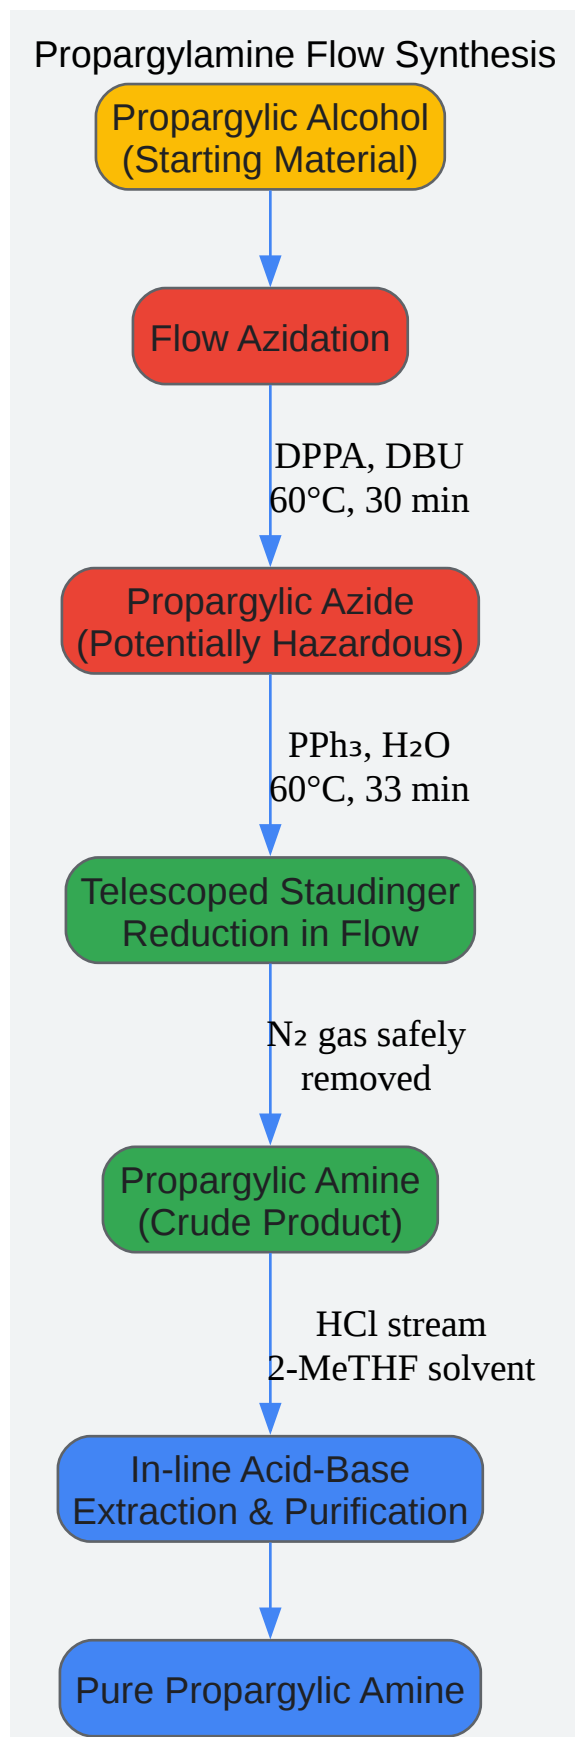 Propargylamine Flow Synthesis
Propargylic Alcohol
(Starting Material)
Flow Azidation
DPPA, DBU
60°C, 30 min
Propargylic Azide
(Potentially Hazardous)
PPh₃, H₂O
60°C, 33 min
Telescoped Staudinger
Reduction in Flow
N₂ gas safely
removed
Propargylic Amine
(Crude Product)
HCl stream
2-MeTHF solvent
In-line Acid-Base
Extraction & Purification
Pure Propargylic Amine